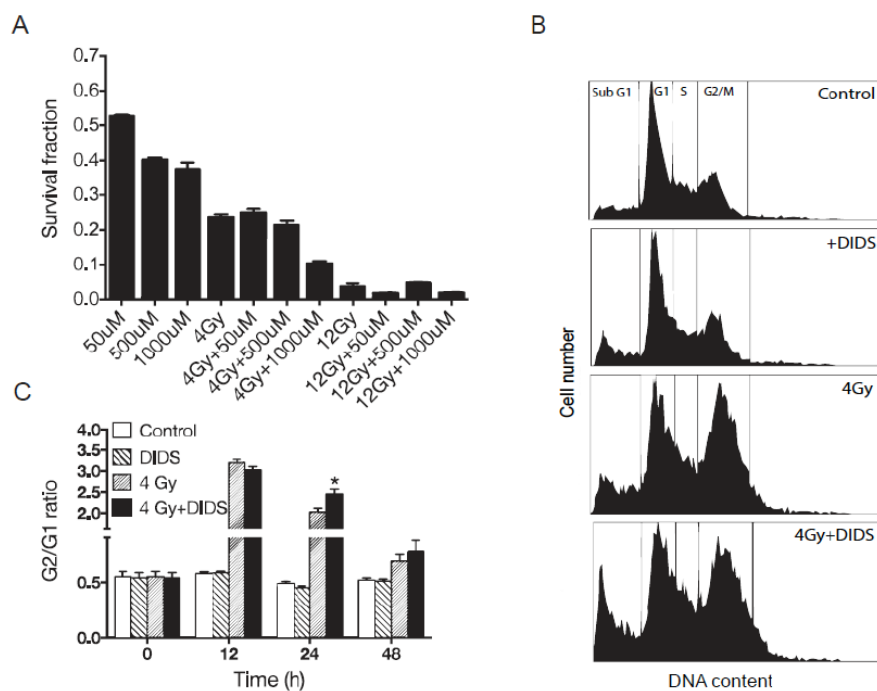 A
Survival fraction
0.7
0.6
0.5
0.4
0.3
0.2
0.1
0.0
50uM
500uM
1000uM
4Gy
4Gy+50uM
4Gy+500uM
4Gy+1000uM
12Gy
12Gy+50uM
12Gy+500uM
12Gy+1000uM
B
Sub G1 G1 S G2/M
Control
+DIDS
4Gy
4Gy+DIDS
Cell number
DNA content
C
G2/G1 ratio
4.0
3.5
3.0
2.5
2.0
0.5
0.0
Control
DIDS
4 Gy
4 Gy+DIDS
*
0 12 24 48
Time (h)